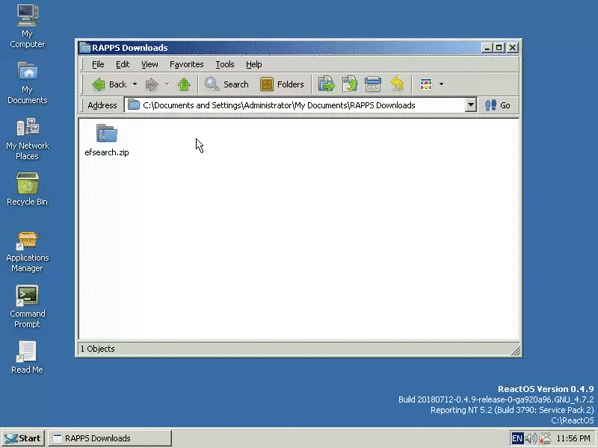 My
Computer
My
Documents
My Network
Places
Recycle Bin
Applications
Manager
Command
Prompt
Read Me
RAPPS Downloads
File Edit View Favorites Tools Help
Back Search Folders
Address C:\Documents and Settings\Administrator\My Documents\RAPPS Downloads Go
efsearch.zip
1 Objects
ReactOS Version 0.4.9
Build 20180712-0.4.9-release-0-ga920a96.GNU_4.7.2
Reporting NT 5.2 (Build 3790: Service Pack 2)
C:\ReactOS
Start RAPPS Downloads EN 11:56 PM